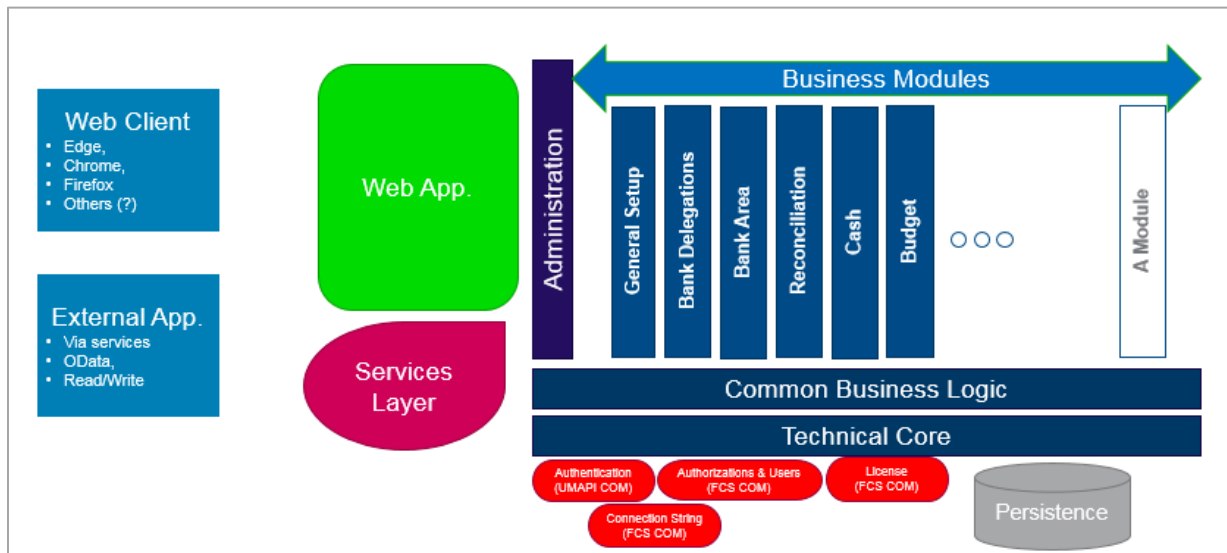 Web Client
• Edge,
• Chrome,
• Firefox
• Others (?)
External App.
• Via services
• OData,
• Read/Write
Web App.
Services
Layer
Administration
Business Modules
General Setup
Bank Delegations
Bank Area
Reconciliation
Cash
Budget
A Module
Common Business Logic
Technical Core
Authentication
(UMAPI COM)
Authorizations & Users
(FCS COM)
License
(FCS COM)
Connection String
(FCS COM)
Persistence